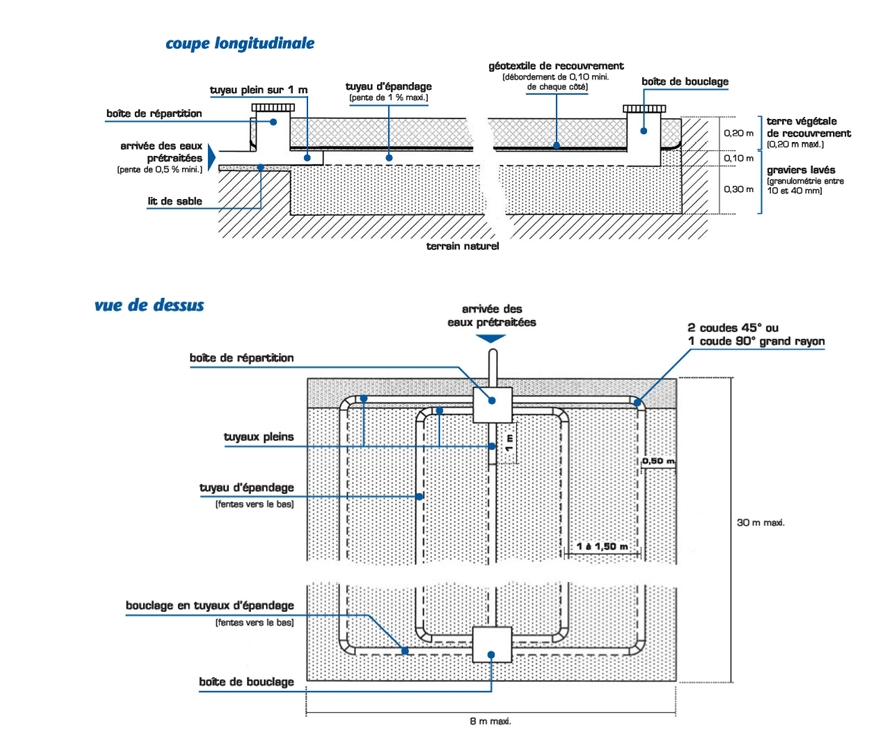 coupe longitudinale
géotextile de recouvrement
(débordement de 0,10 mini.
de chaque côté)
tuyau plein sur 1 m
tuyau d'épandage
(pente de 1 % maxi.)
boîte de bouclage
boîte de répartition
arrivée des eaux
prétraitées
(pente de 0,5 % mini.)
lit de sable
0,20 m
0,10 m
0,30 m
terre végétale
de recouvrement
(0,20 m maxi.)
graviers lavés
(granulométrie entre
10 et 40 mm)
terrain naturel
vue de dessus
arrivée des
eaux prétraitées
2 coudes 45° ou
1 coude 90° grand rayon
boîte de répartition
tuyaux pleins
1 m
0,50 m
tuyau d'épandage
(fentes vers le bas)
30 m maxi.
1 à 1,50 m
bouclage en tuyaux d'épandage
(fentes vers le bas)
boîte de bouclage
8 m maxi.